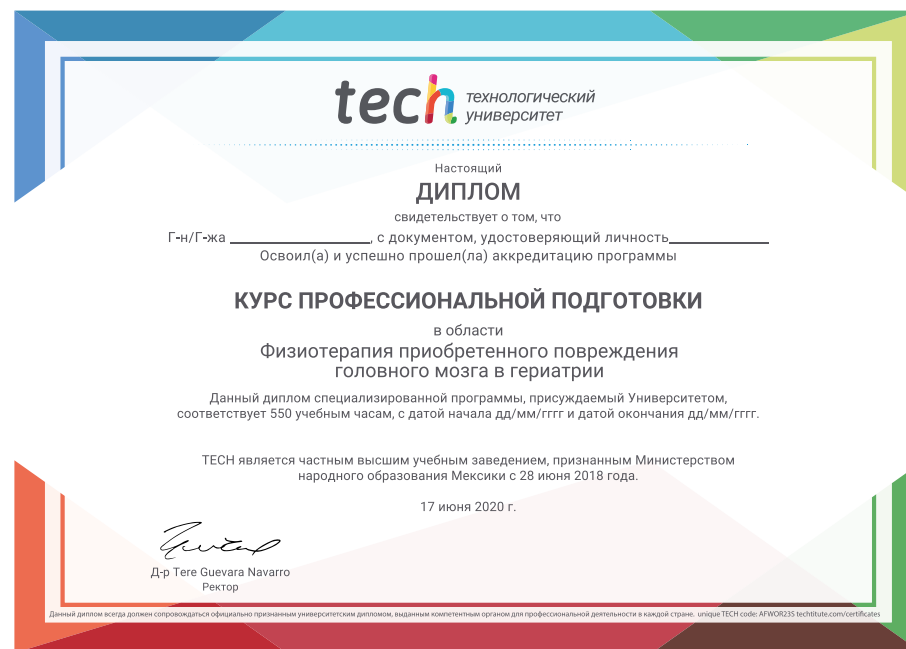 tech технологический
университет
Настоящий
ДИПЛОМ
свидетельствует о том, что
Г-н/Г-жа ____________________, с документом, удостоверяющий личность______________
Освоил(а) и успешно прошел(ла) аккредитацию программы
КУРС ПРОФЕССИОНАЛЬНОЙ ПОДГОТОВКИ
в области
Физиотерапия приобретенного повреждения
головного мозга в гериатрии
Данный диплом специализированной программы, присуждаемый Университетом,
соответствует 550 учебным часам, с датой начала дд/мм/гггг и датой окончания дд/мм/гггг.
TECH является частным высшим учебным заведением, признанным Министерством
народного образования Мексики с 28 июня 2018 года.
17 июня 2020 г.
Д-р Tere Guevara Navarro
Ректор
Данный диплом всегда должен сопровождаться официально признанным университетским дипломом, выданным компетентным органом для профессиональной деятельности в каждой стране. unique TECH code: AFWOR23S techtitute.com/certificates